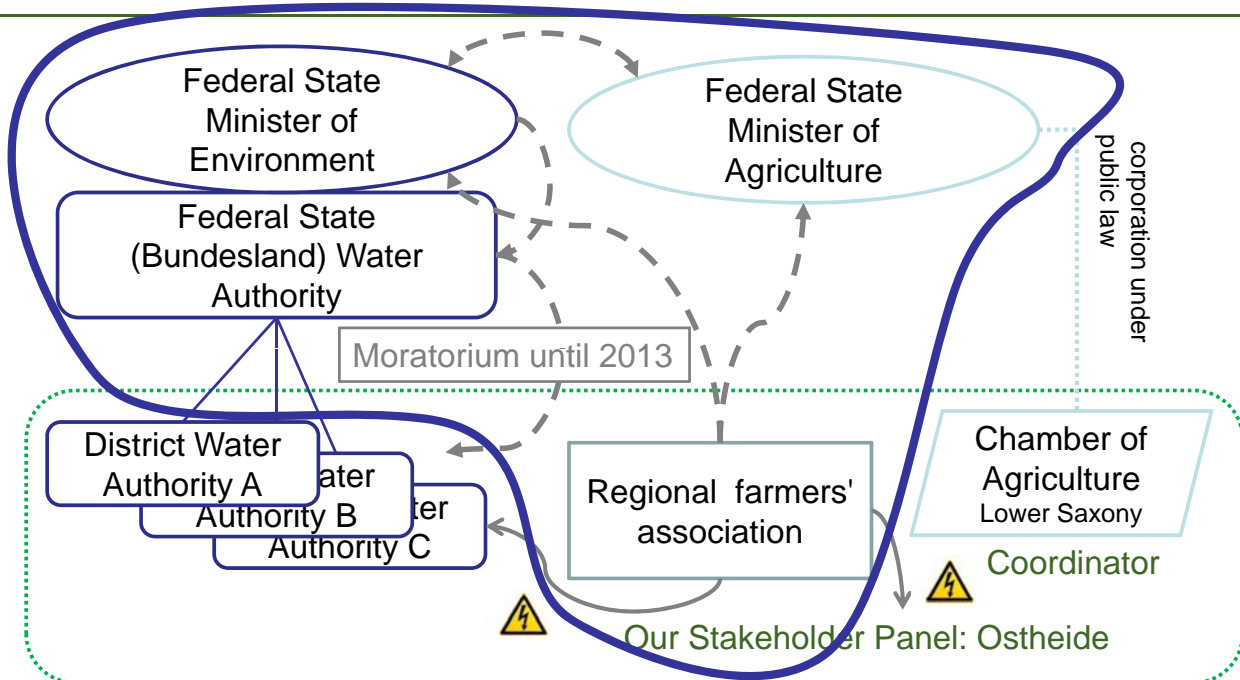 Federal State
Minister of
Environment
Federal State
Minister of
Agriculture
corporation under
public law
Federal State
(Bundesland) Water
Authority
Moratorium until 2013
District Water
Authority A
ater
Authority B
ter
Authority C
Regional farmers'
association
Chamber of
Agriculture
Lower Saxony
Coordinator
Our Stakeholder Panel: Ostheide